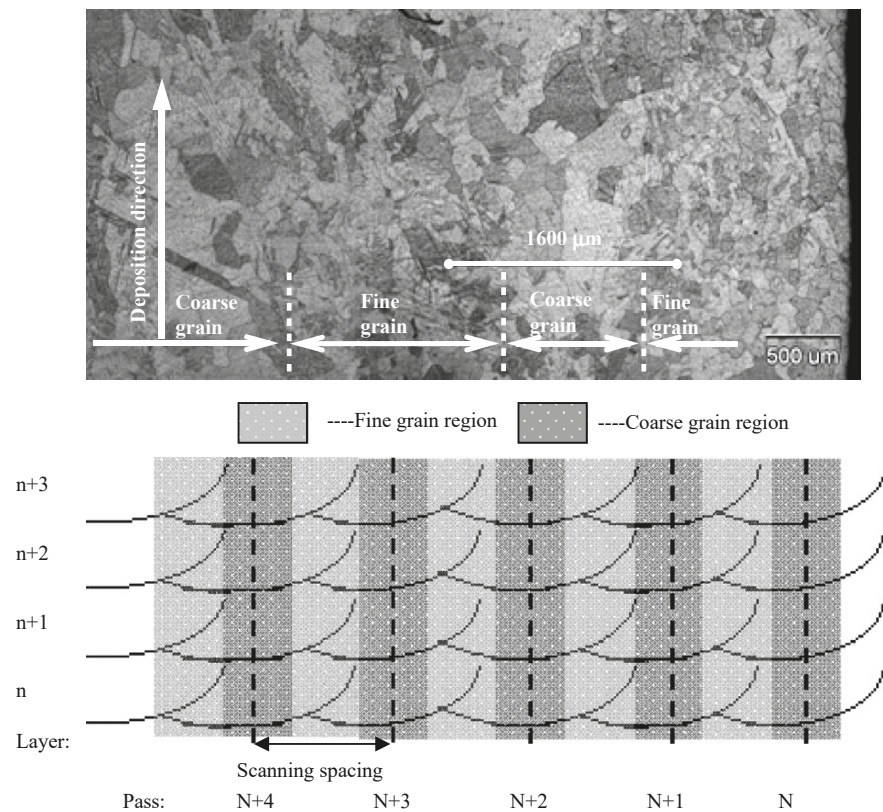 Deposition direction
1600 μm
Coarse
grain
Fine
grain
Coarse
grain
Fine
grain
500 um
----Fine grain region
----Coarse grain region
n+3
n+2
n+1
n
Layer:
Scanning spacing
Pass:
N+4
N+3
N+2
N+1
N